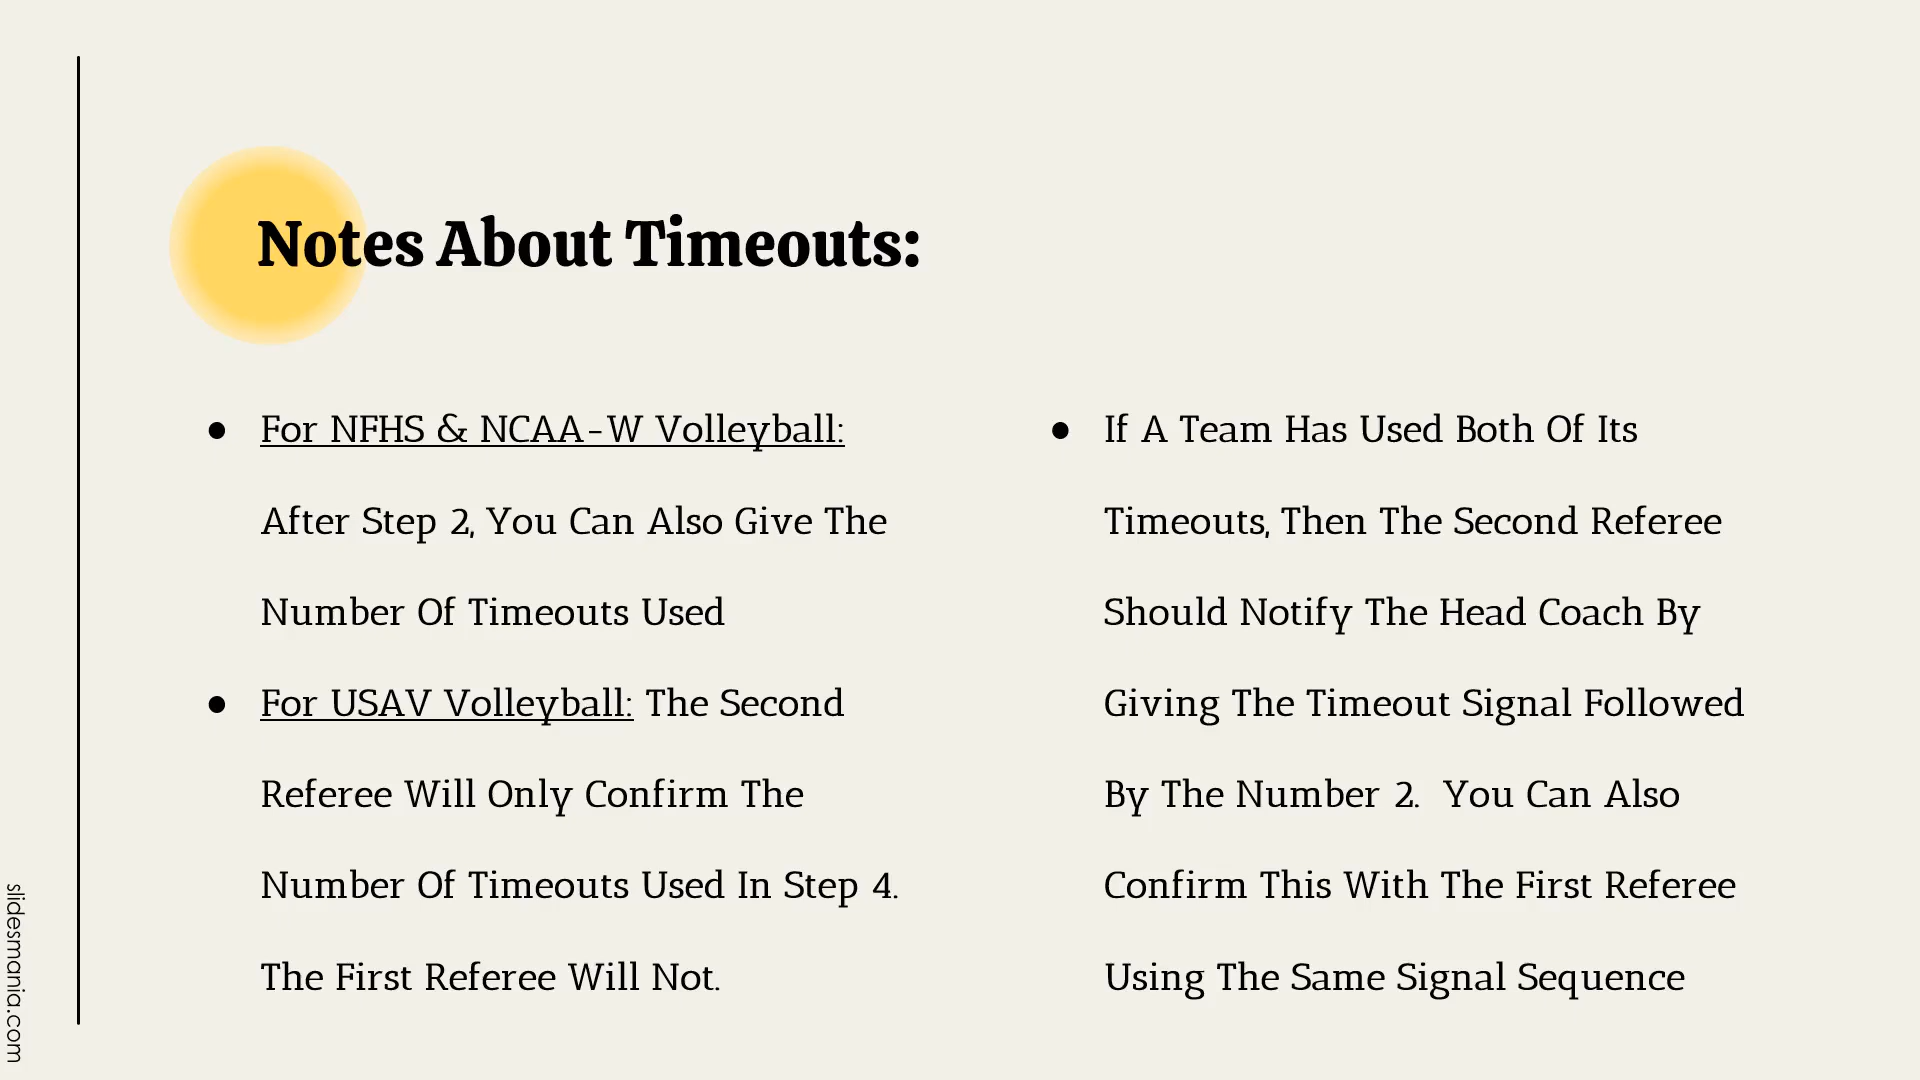 Notes About Timeouts:
● For NFHS & NCAA-W Volleyball:
After Step 2, You Can Also Give The
Number Of Timeouts Used
● For USAV Volleyball: The Second
Referee Will Only Confirm The
Number Of Timeouts Used In Step 4.
The First Referee Will Not.
● If A Team Has Used Both Of Its
Timeouts, Then The Second Referee
Should Notify The Head Coach By
Giving The Timeout Signal Followed
By The Number 2.  You Can Also
Confirm This With The First Referee
Using The Same Signal Sequence
slidesmania.com